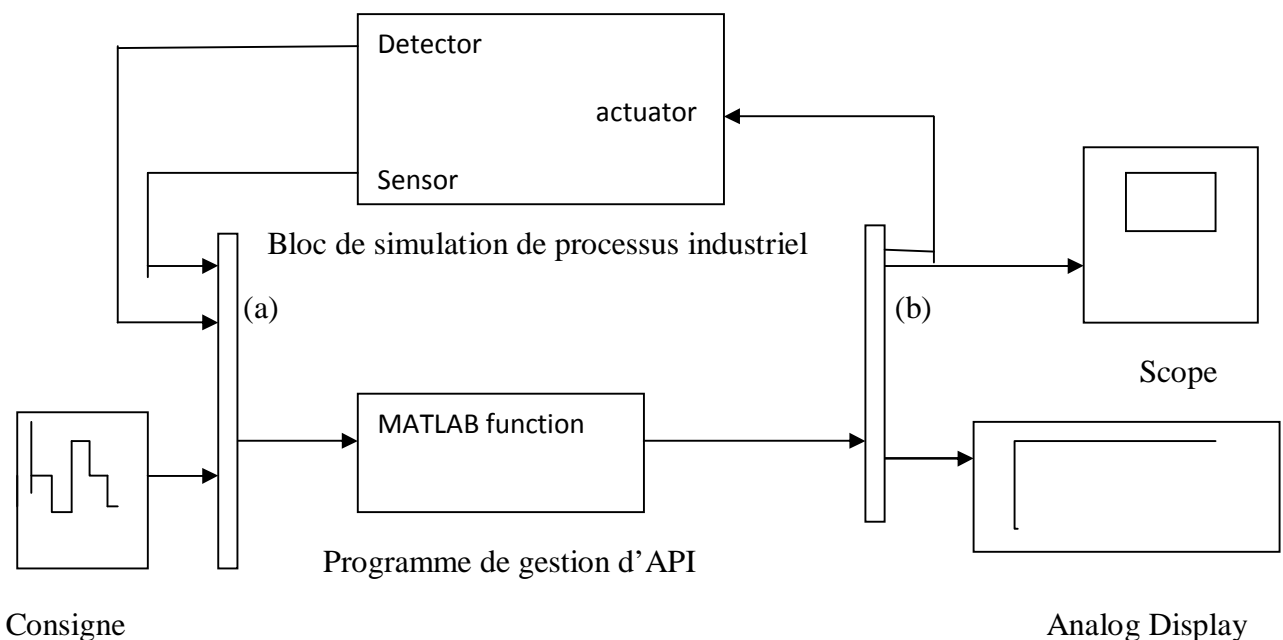 Detector
actuator
Sensor
Bloc de simulation de processus industriel
(a)
(b)
Scope
MATLAB function
Programme de gestion d’API
Consigne
Analog Display